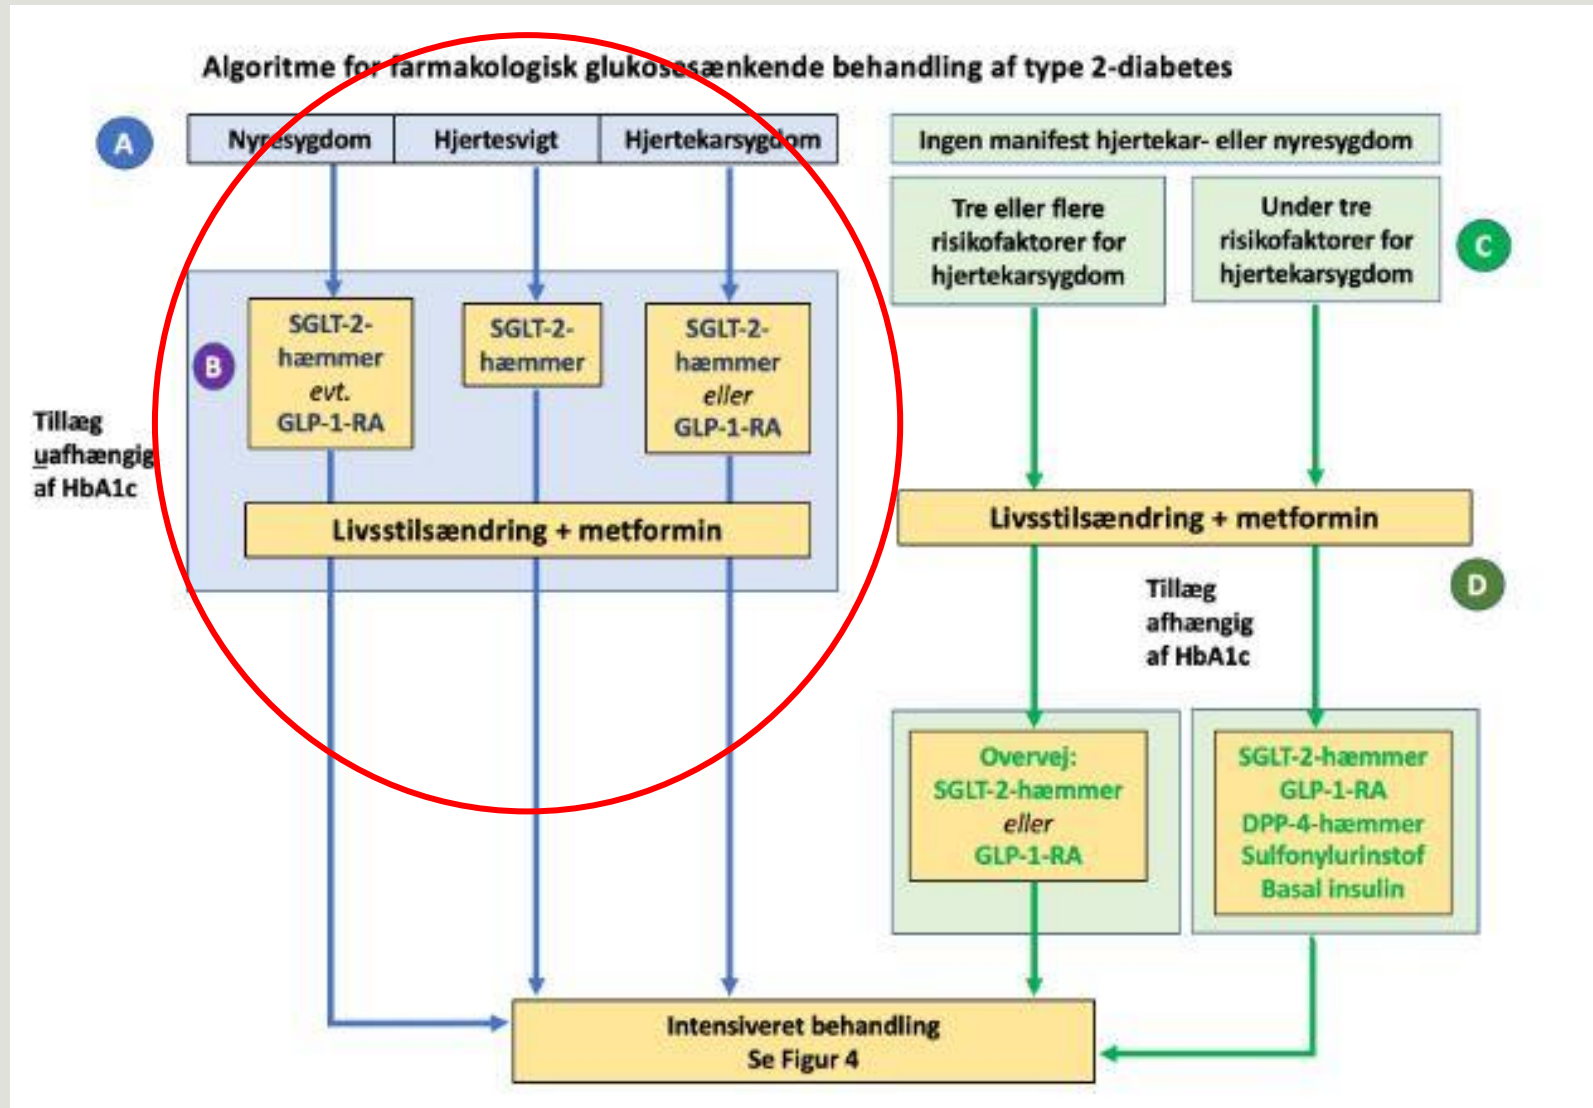 Algoritme for farmakologisk glukosesænkende behandling af type 2-diabetes
A
Nyresygdom
Hjertesvigt
Hjertekarsygdom
Ingen manifest hjertekar- eller nyresygdom
Tre eller flere
risikofaktorer for
hjertekarsygdom
Under tre
risikofaktorer for
hjertekarsygdom
C
B
SGLT-2-
hæmmer
evt.
GLP-1-RA
SGLT-2-
hæmmer
SGLT-2-
hæmmer
eller
GLP-1-RA
Tillæg
uafhængig
af HbA1c
Livsstilsændring + metformin
Livsstilsændring + metformin
D
Tillæg
afhængig
af HbA1c
Overvej:
SGLT-2-hæmmer
eller
GLP-1-RA
SGLT-2-hæmmer
GLP-1-RA
DPP-4-hæmmer
Sulfonylurinstof
Basal insulin
Intensiveret behandling
Se Figur 4